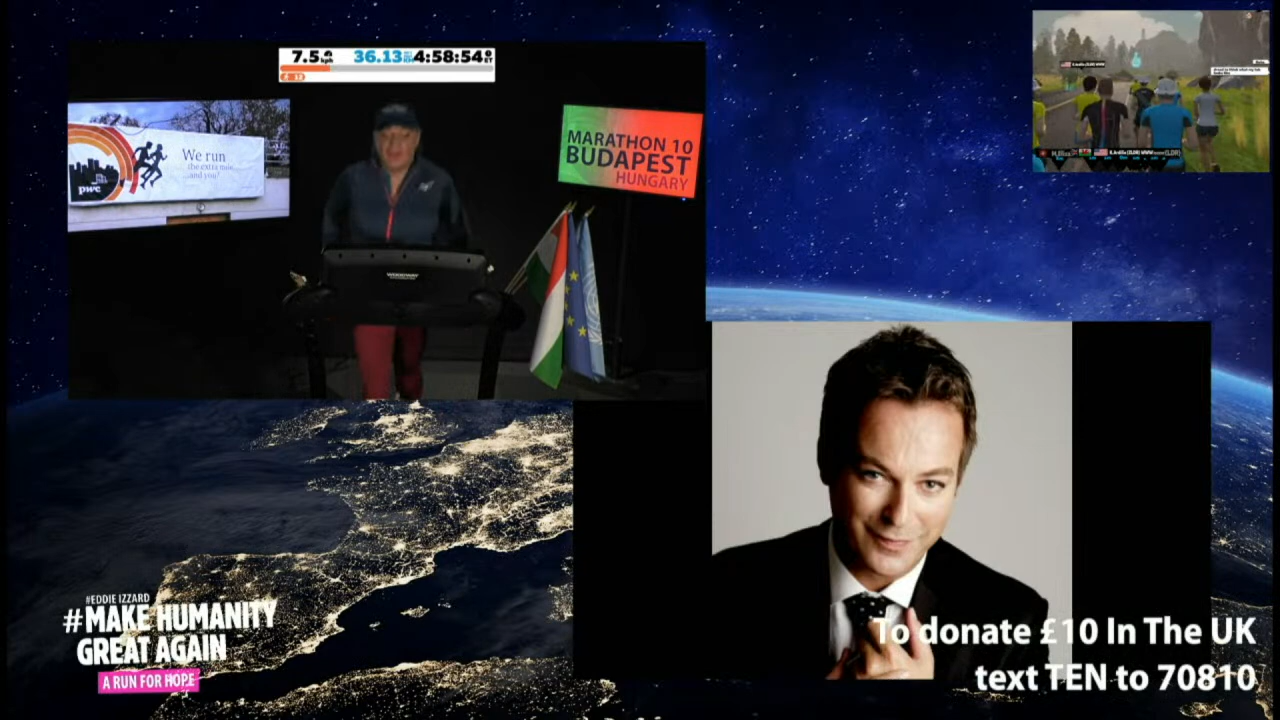 7.5 kph 36.13 4:58:54
We run
the extra mile
and you?
pwc
MARATHON 10
BUDAPEST
HUNGARY
WOODWAY
#EDDIE IZZARD
#MAKE HUMANITY
GREAT AGAIN
A RUN FOR HOPE
To donate £10 In The UK
text TEN to 70810